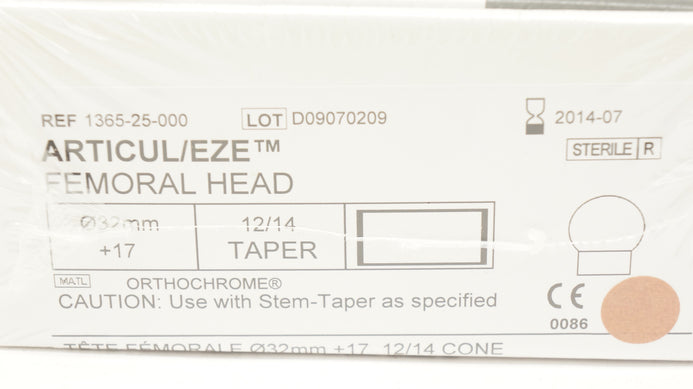 REF 1365-25-000 LOT D09070209 2014-07
STERILE R
ARTICUL/EZE™
FEMORAL HEAD
Ø32mm 12/14
+17 TAPER
MATL ORTHOCHROME®
CAUTION: Use with Stem-Taper as specified
CE
0086
TÊTE FÉMORALE Ø32mm +17 12/14 CONE